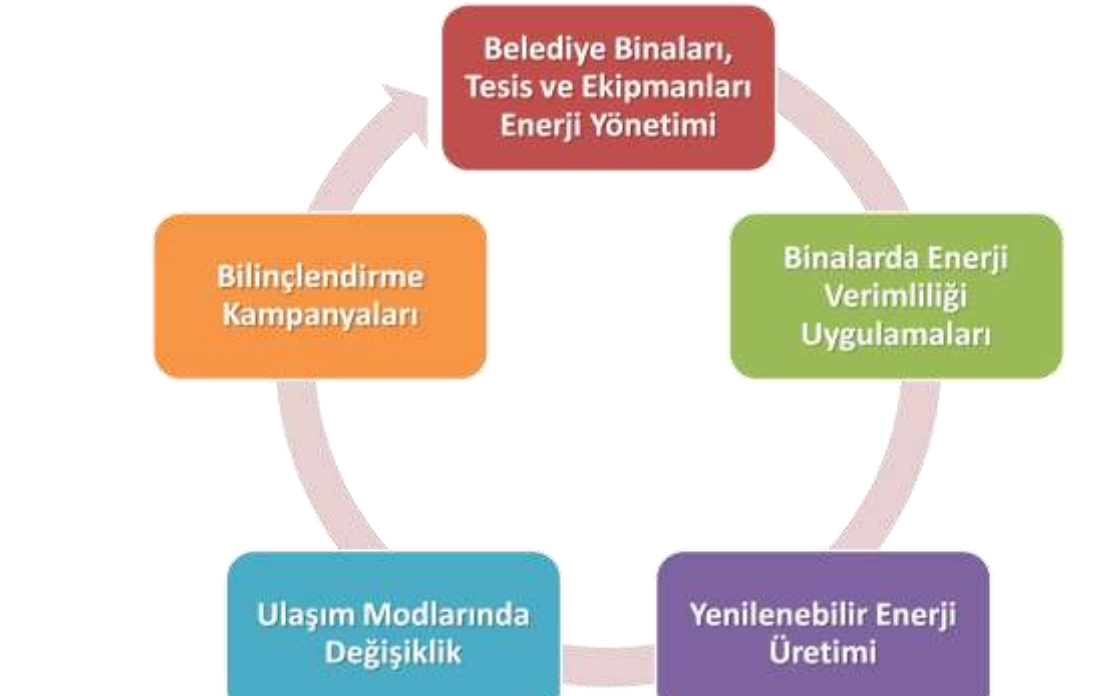 Belediye Binaları,
Tesis ve Ekipmanları
Enerji Yönetimi
Binalarda Enerji
Verimliliği
Uygulamaları
Yenilenebilir Enerji
Üretimi
Ulaşım Modlarında
Değişiklik
Bilinçlendirme
Kampanyaları